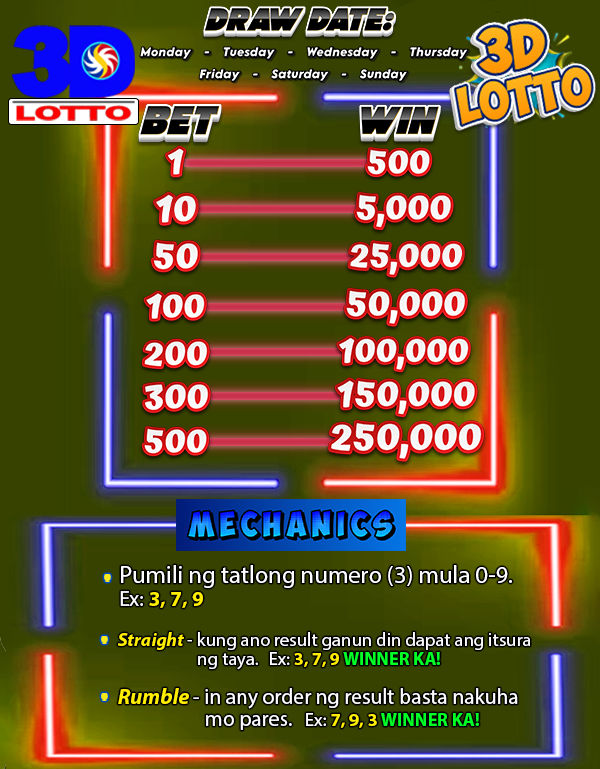 DRAW DATE:
Monday - Tuesday - Wednesday - Thursday
Friday - Saturday - Sunday
3D
LOTTO
3D
LOTTO
BET WIN
1 500
10 5,000
50 25,000
100 50,000
200 100,000
300 150,000
500 250,000
MECHANICS
• Pumili ng tatlong numero (3) mula 0-9.
Ex: 3, 7, 9
• Straight - kung ano result ganun din dapat ang itsura
ng taya. Ex: 3, 7, 9 WINNER KA!
• Rumble - in any order ng result basta nakuha
mo pares. Ex: 7, 9, 3 WINNER KA!